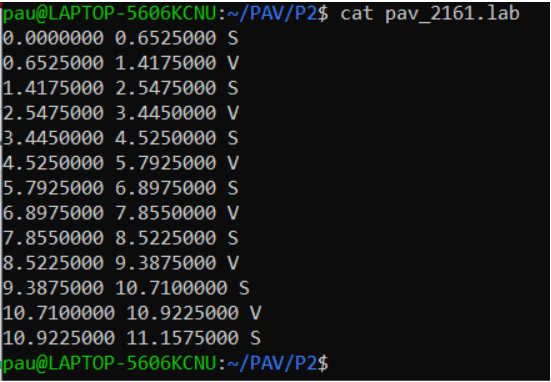 pau@LAPTOP-5606KCNU:~/PAV/P2$ cat pav_2161.lab
0.0000000 0.6525000 S
0.6525000 1.4175000 V
1.4175000 2.5475000 S
2.5475000 3.4450000 V
3.4450000 4.5250000 S
4.5250000 5.7925000 V
5.7925000 6.8975000 S
6.8975000 7.8550000 V
7.8550000 8.5225000 S
8.5225000 9.3875000 V
9.3875000 10.7100000 S
10.7100000 10.9225000 V
10.9225000 11.1575000 S
pau@LAPTOP-5606KCNU:~/PAV/P2$